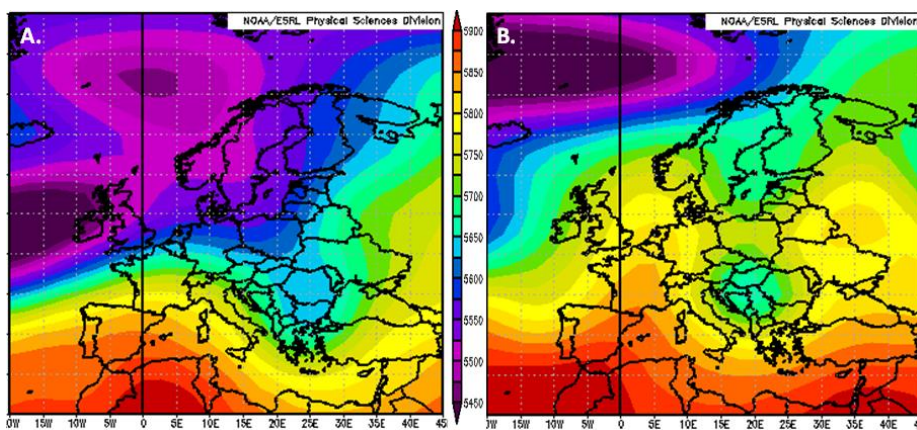 NOAA/ESRL Physical Sciences Division
A.
5900
5850
5800
5750
5700
5650
5600
5550
5500
5450
0W 15W 10W 5W 0 5E 10E 15E 20E 25E 30E 35E 40E 45
NOAA/ESRL Physical Sciences Division
B.
0W 15W 10W 5W 0 5E 10E 15E 20E 25E 30E 35E 40E 45